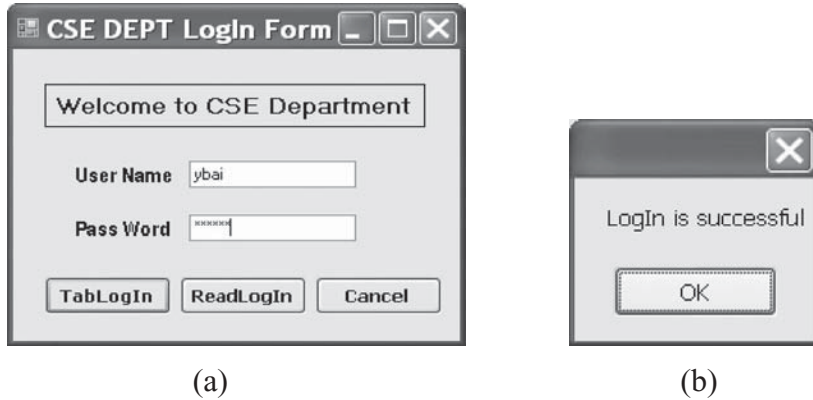 CSE DEPT LogIn Form
Welcome to CSE Department
User Name ybai
Pass Word ******
TabLogIn ReadLogIn Cancel
(a)
LogIn is successful
OK
(b)